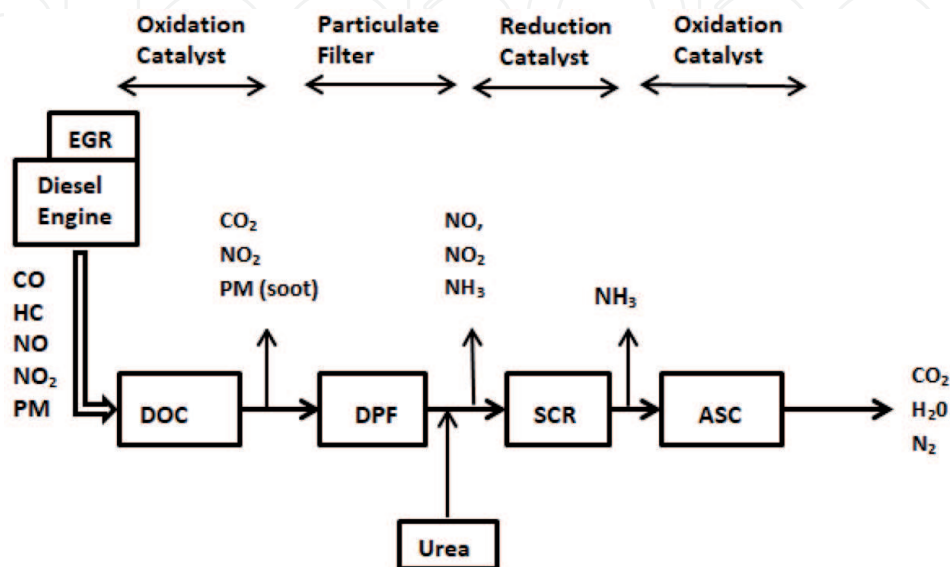 Oxidation
Catalyst
Particulate
Filter
Reduction
Catalyst
Oxidation
Catalyst
EGR
Diesel
Engine
CO
HC
NO
NO₂
PM
CO₂
NO₂
PM (soot)
NO,
NO₂
NH₃
NH₃
DOC
DPF
SCR
ASC
CO₂
H₂0
N₂
Urea